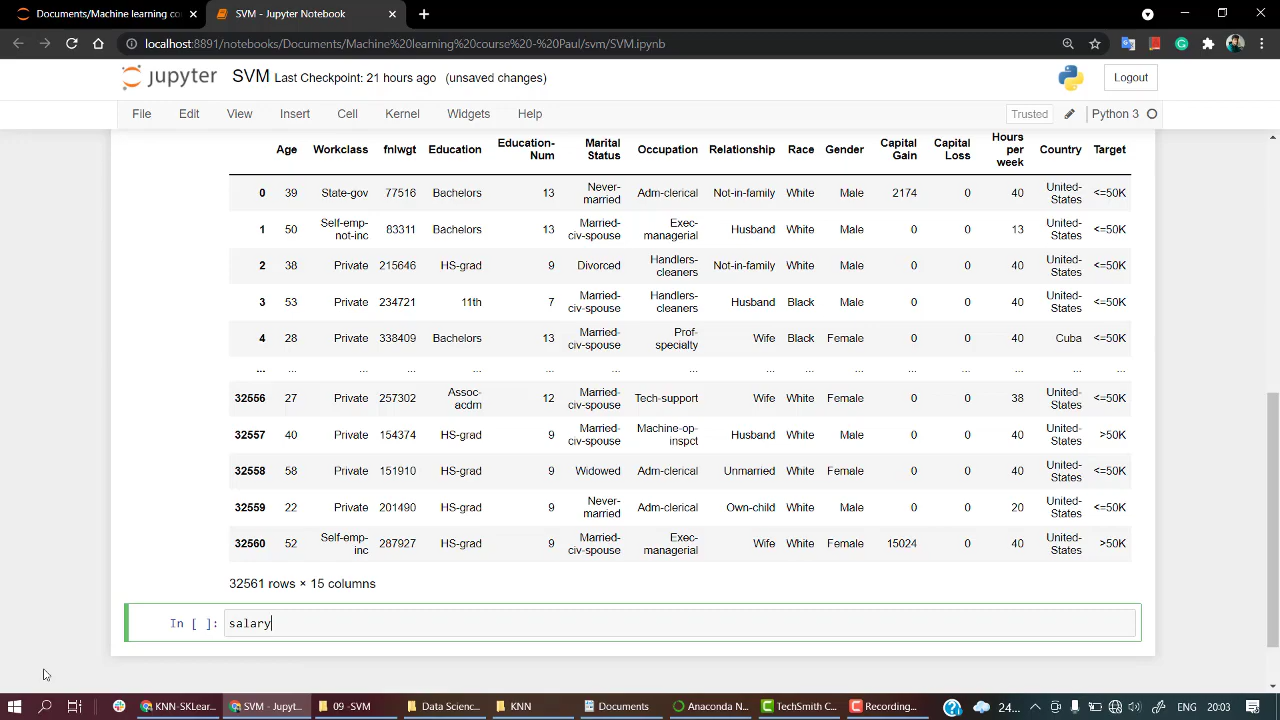 Documents/Machine learning co
SVM - Jupyter Notebook
localhost:8891/notebooks/Documents/Machine%20learning%20course%20-%20Paul/svm/SVM.ipynb
jupyter SVM Last Checkpoint: 21 hours ago (unsaved changes)
Logout
File Edit View Insert Cell Kernel Widgets Help
Trusted Python 3
Age Workclass fnlwgt Education Education-Num Marital Status Occupation Relationship Race Gender Capital Gain Capital Loss Hours per week Country Target
0 39 State-gov 77516 Bachelors 13 Never-married Adm-clerical Not-in-family White Male 2174 0 40 United-States <=50K
1 50 Self-emp-not-inc 83311 Bachelors 13 Married-civ-spouse Exec-managerial Husband White Male 0 0 13 United-States <=50K
2 38 Private 215646 HS-grad 9 Divorced Handlers-cleaners Not-in-family White Male 0 0 40 United-States <=50K
3 53 Private 234721 11th 7 Married-civ-spouse Handlers-cleaners Husband Black Male 0 0 40 United-States <=50K
4 28 Private 338409 Bachelors 13 Married-civ-spouse Prof-specialty Wife Black Female 0 0 40 Cuba <=50K
... ... ... ... ... ... ... ... ... ... ... ... ... ... ... ...
32556 27 Private 257302 Assoc-acdm 12 Married-civ-spouse Tech-support Wife White Female 0 0 38 United-States <=50K
32557 40 Private 154374 HS-grad 9 Married-civ-spouse Machine-op-inspct Husband White Male 0 0 40 United-States >50K
32558 58 Private 151910 HS-grad 9 Widowed Adm-clerical Unmarried White Female 0 0 40 United-States <=50K
32559 22 Private 201490 HS-grad 9 Never-married Adm-clerical Own-child White Male 0 0 20 United-States <=50K
32560 52 Self-emp-inc 287927 HS-grad 9 Married-civ-spouse Exec-managerial Wife White Female 15024 0 40 United-States >50K
32561 rows × 15 columns
In [ ]: salary
KNN-SKLear... SVM - Jupyt... 09 -SVM Data Scienc... KNN Documents Anaconda N... TechSmith C... Recording... 24... ENG 20:03